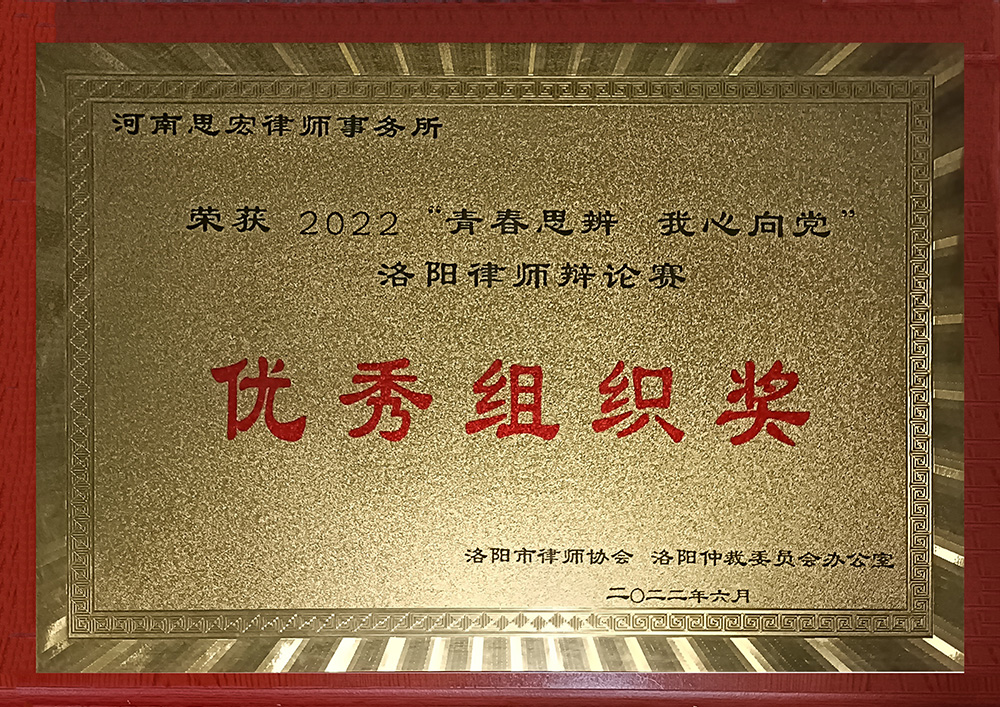 河南思宏律师事务所
荣获 2022 “青春思辨 我心向党”
洛阳律师辩论赛
优秀组织奖
洛阳市律师协会 洛阳仲裁委员会办公室
二〇二二年六月